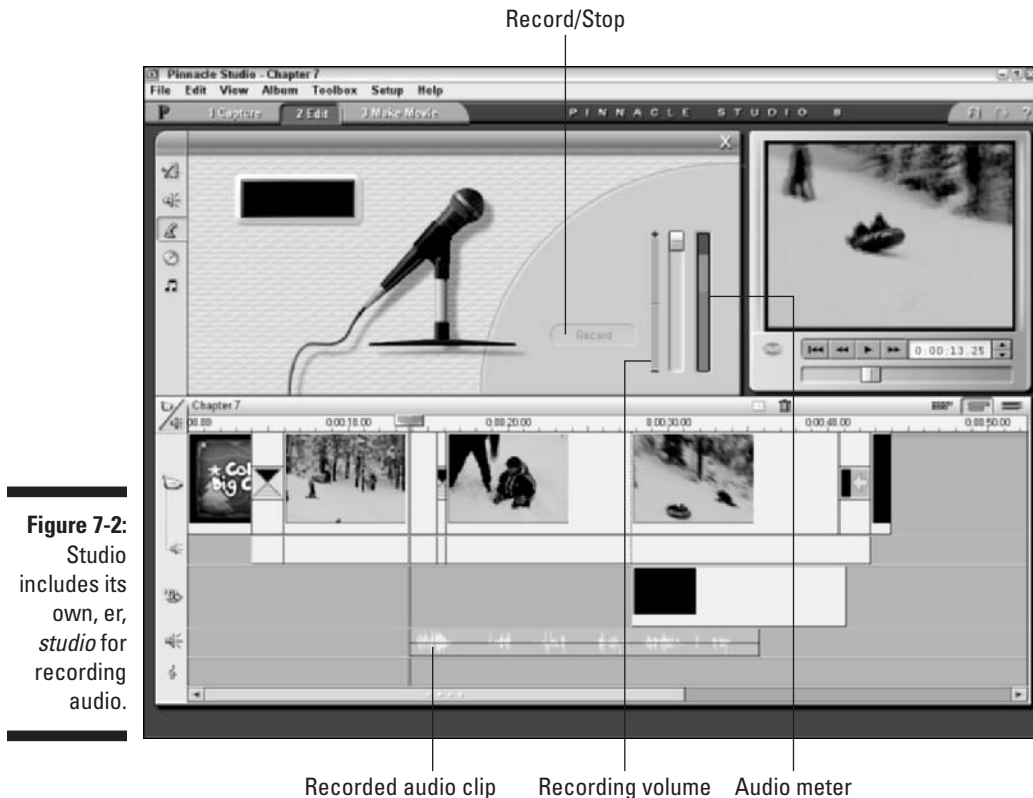 Record/Stop
Pinnacle Studio - Chapter 7
File Edit View Album Toolbox Setup Help
P 1 Capture 2 Edit 3 Make Movie PINNACLE STUDIO 8 ?
X
Record
0:00:13.25
Chapter 7
00.00 0:00:10.00 0:00:20.00 0:00:30.00 0:00:40.00 0:00:50.00
Big C
Figure 7-2:
Studio
includes its
own, er,
studio for
recording
audio.
Recorded audio clip Recording volume Audio meter